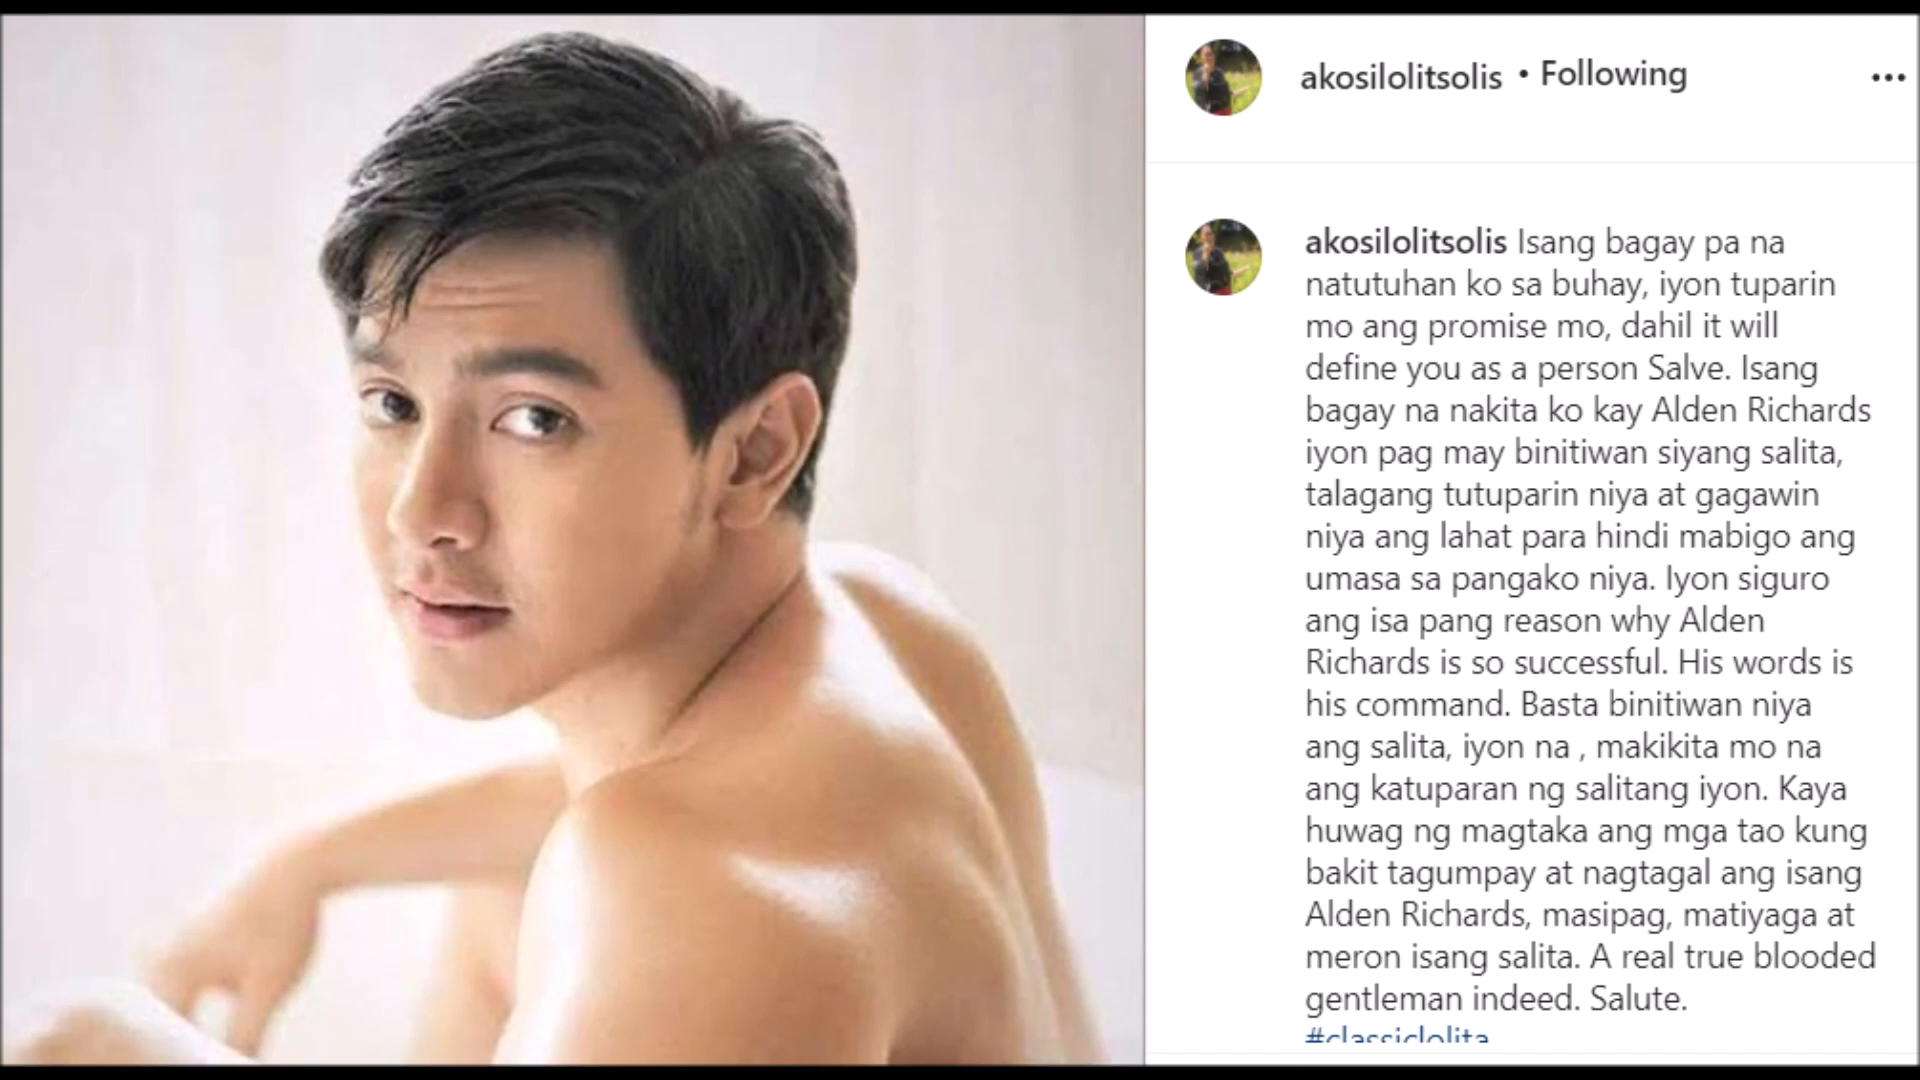 akosilolitsolis • Following
akosilolitsolis Isang bagay pa na
natutuhan ko sa buhay, iyon tuparin
mo ang promise mo, dahil it will
define you as a person Salve. Isang
bagay na nakita ko kay Alden Richards
iyon pag may binitiwan siyang salita,
talagang tutuparin niya at gagawin
niya ang lahat para hindi mabigo ang
umasa sa pangako niya. Iyon siguro
ang isa pang reason why Alden
Richards is so successful. His words is
his command. Basta binitiwan niya
ang salita, iyon na , makikita mo na
ang katuparan ng salitang iyon. Kaya
huwag ng magtaka ang mga tao kung
bakit tagumpay at nagtagal ang isang
Alden Richards, masipag, matiyaga at
meron isang salita. A real true blooded
gentleman indeed. Salute.
#classiclolita